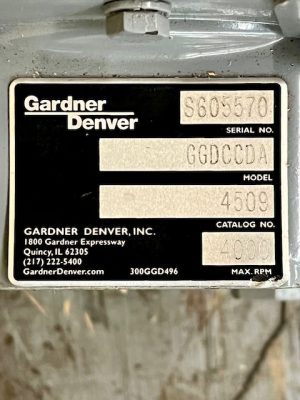 Gardner
Denver
S605570
SERIAL NO.
GGDCCDA
MODEL
4509
CATALOG NO.
4000
MAX. RPM
GARDNER DENVER, INC.
1800 Gardner Expressway
Quincy, IL 62305
(217) 222-5400
GardnerDenver.com
300GGD496